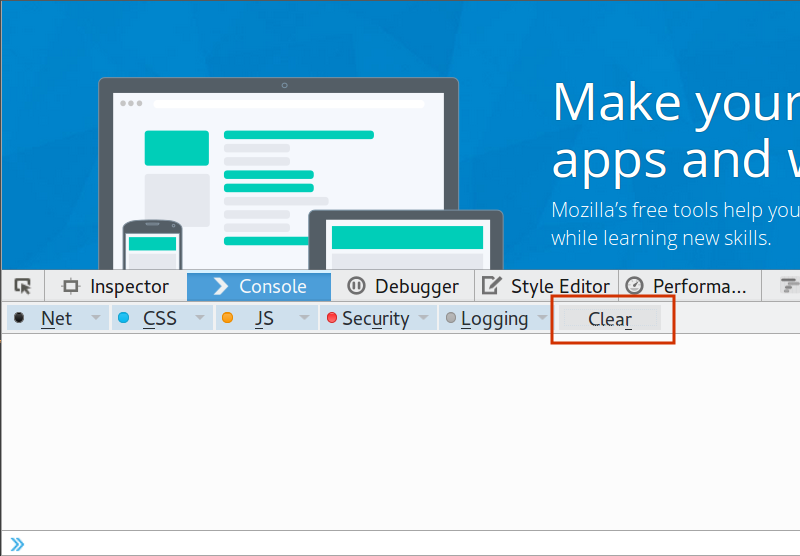 Make your
apps and w
Mozilla’s free tools help you
while learning new skills.
Inspector Console Debugger Style Editor Performa...
Net CSS JS Security Logging Clear